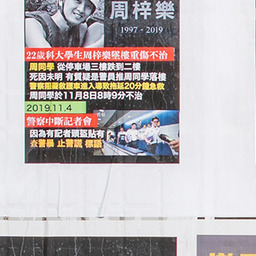 周梓樂
1997 - 2019
22歲科大學生周梓樂墜樓重傷不治
周同學 從停車場三樓跌到二樓
死因未明 有質疑是警員推周同學落樓
警察阻礙救護車進入導致拖延20分鐘急救
周同學於11月8日8時9分不治
2019.11.4
警察中斷記者會
因為有記者頭盔貼有
查警暴 止警謊 標語